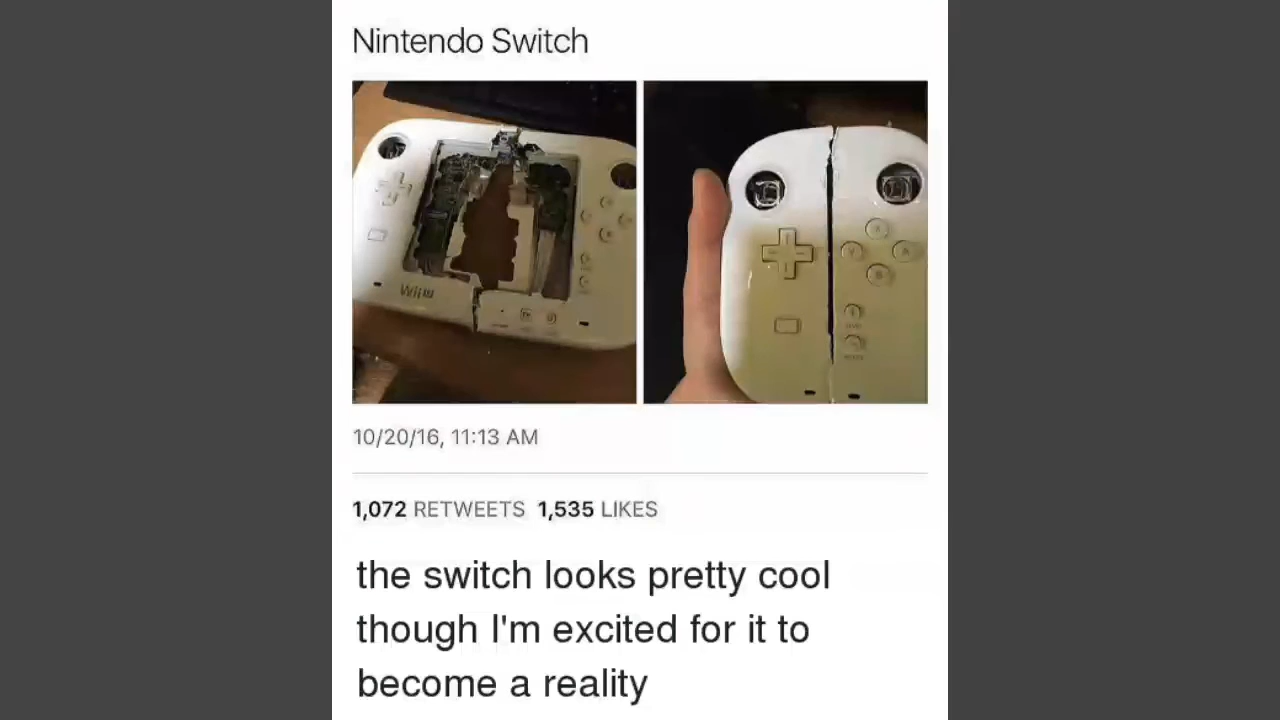 Nintendo Switch
Wii U
10/20/16, 11:13 AM
1,072 RETWEETS 1,535 LIKES
the switch looks pretty cool
though I'm excited for it to
become a reality